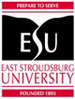 PREPARE TO SERVE
ESU
EAST STROUDSBURG
UNIVERSITY
FOUNDED 1893